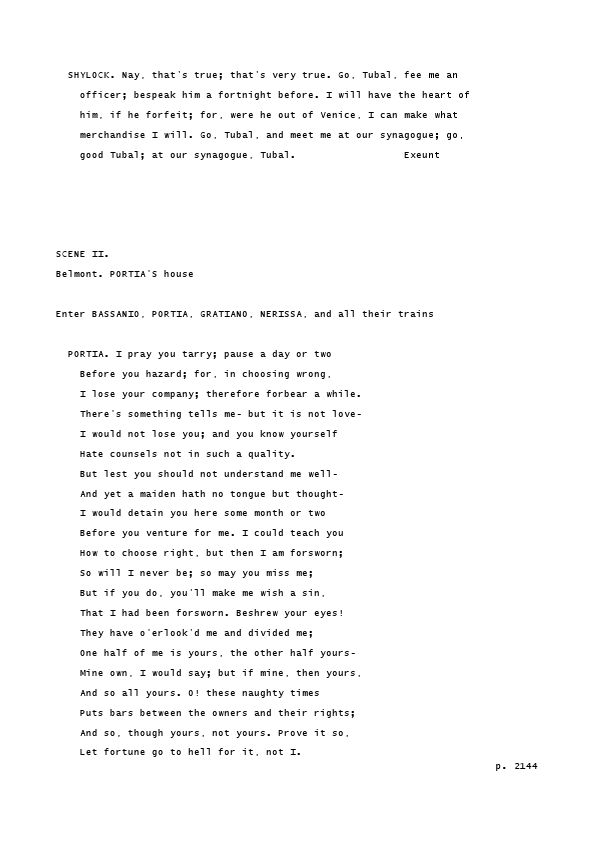 SHYLOCK. Nay, that's true; that's very true. Go, Tubal, fee me an
officer; bespeak him a fortnight before. I will have the heart of
him, if he forfeit; for, were he out of Venice, I can make what
merchandise I will. Go, Tubal, and meet me at our synagogue; go,
good Tubal; at our synagogue, Tubal. Exeunt
SCENE II.
Belmont. PORTIA'S house
Enter BASSANIO, PORTIA, GRATIANO, NERISSA, and all their trains
PORTIA. I pray you tarry; pause a day or two
Before you hazard; for, in choosing wrong,
I lose your company; therefore forbear a while.
There's something tells me- but it is not love-
I would not lose you; and you know yourself
Hate counsels not in such a quality.
But lest you should not understand me well-
And yet a maiden hath no tongue but thought-
I would detain you here some month or two
Before you venture for me. I could teach you
How to choose right, but then I am forsworn;
So will I never be; so may you miss me;
But if you do, you'll make me wish a sin,
That I had been forsworn. Beshrew your eyes!
They have o'erlook'd me and divided me;
One half of me is yours, the other half yours-
Mine own, I would say; but if mine, then yours,
And so all yours. O! these naughty times
Puts bars between the owners and their rights;
And so, though yours, not yours. Prove it so,
Let fortune go to hell for it, not I.
p. 2144